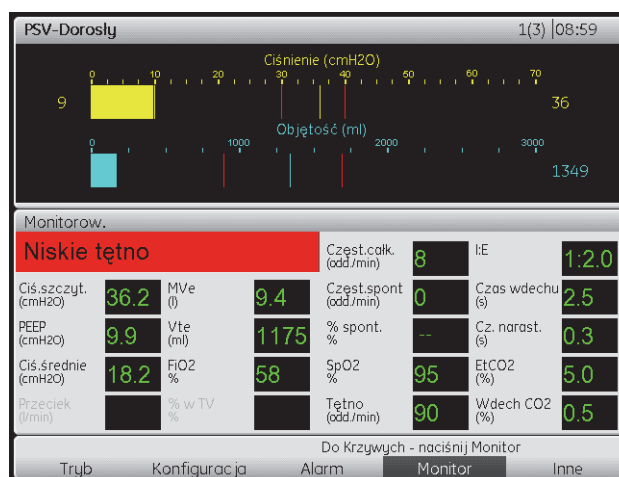 PSV-Dorosły 1(3) |08:59
Ciśnienie (cmH2O)
0 10 20 30 40 50 60 70
9 36
Objętość (ml)
0 1000 2000 3000
1349
Monitorow.
Niskie tętno
Częst.całk. (odd./min) 8 I:E 1:2.0
Ciś.szczyt. (cmH2O) 36.2 MVe (l) 9.4 Częst.spont (odd./min) 0 Czas wdechu (s) 2.5
PEEP (cmH2O) 9.9 Vte (ml) 1175 % spont. % -- Cz. narast. (s) 0.3
Ciś.średnie (cmH2O) 18.2 FiO2 % 58 SpO2 % 95 EtCO2 (%) 5.0
Przeciek (l/min) % w TV % Tętno (odd./min) 90 Wdech CO2 (%) 0.5
Do Krzywych - naciśnij Monitor
Tryb Konfiguracja Alarm Monitor Inne